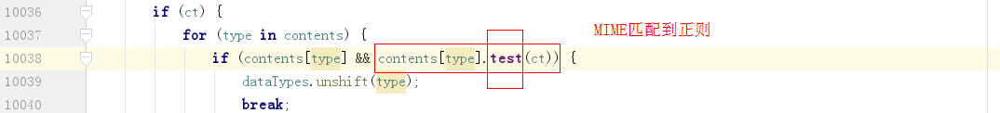 10036 if (ct) {
MIME匹配到正则
10037 for (type in contents) {
10038 if (contents[type] && contents[type].test(ct)) {
10039 dataTypes.unshift(type);
10040 break;